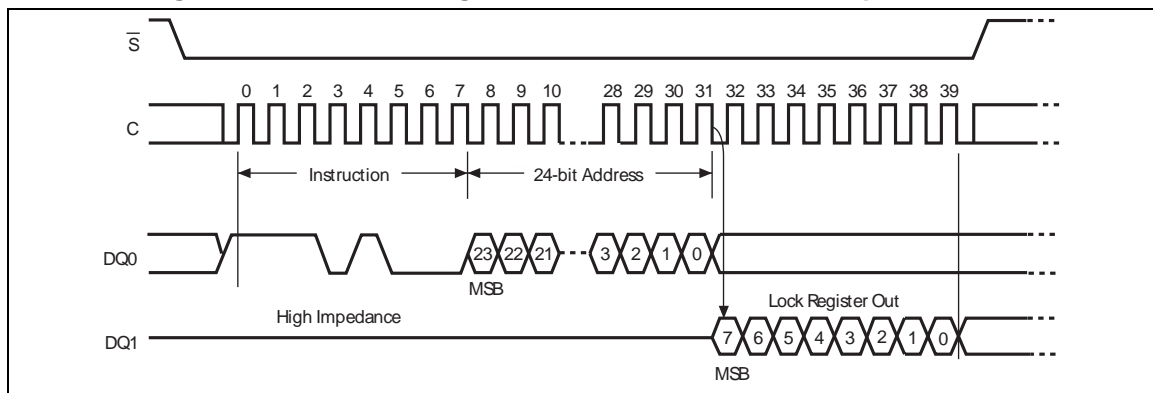 S
0 1 2 3 4 5 6 7 8 9 10 28 29 30 31 32 33 34 35 36 37 38 39
C
Instruction 24-bit Address
DQ0 23 22 21 3 2 1 0
MSB
High Impedance Lock Register Out
DQ1 7 6 5 4 3 2 1 0
MSB